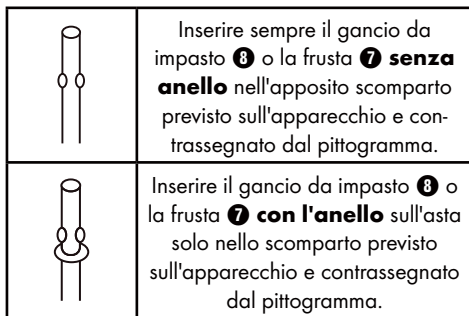 Inserire sempre il gancio da
impasto ❽ o la frusta ❼ senza
anello nell'apposito scomparto
previsto sull'apparecchio e con-
trassegnato dal pittogramma.
Inserire il gancio da impasto ❽ o
la frusta ❼ con l'anello sull'asta
solo nello scomparto previsto
sull'apparecchio e contrassegnato
dal pittogramma.